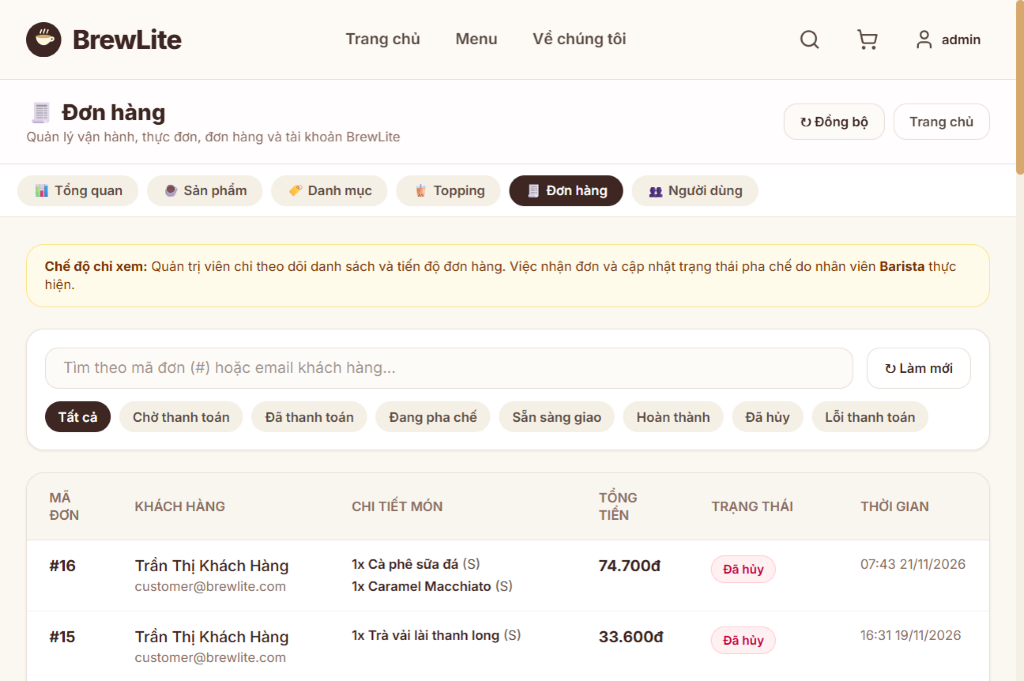 BrewLite
Trang chủ
Menu
Về chúng tôi
admin
Đơn hàng
Quản lý vận hành, thực đơn, đơn hàng và tài khoản BrewLite
↻ Đồng bộ
Trang chủ
Tổng quan
Sản phẩm
Danh mục
Topping
Đơn hàng
Người dùng
Chế độ chỉ xem: Quản trị viên chỉ theo dõi danh sách và tiến độ đơn hàng. Việc nhận đơn và cập nhật trạng thái pha chế do nhân viên Barista thực
hiện.
Tìm theo mã đơn (#) hoặc email khách hàng...
↻ Làm mới
Tất cả
Chờ thanh toán
Đã thanh toán
Đang pha chế
Sẵn sàng giao
Hoàn thành
Đã hủy
Lỗi thanh toán
MÃ
ĐƠN
KHÁCH HÀNG
CHI TIẾT MÓN
TỔNG
TIỀN
TRẠNG THÁI
THỜI GIAN
#16
Trần Thị Khách Hàng
customer@brewlite.com
1x Cà phê sữa đá (S)
1x Caramel Macchiato (S)
74.700đ
Đã hủy
07:43 21/11/2026
#15
Trần Thị Khách Hàng
customer@brewlite.com
1x Trà vải lài thanh long (S)
33.600đ
Đã hủy
16:31 19/11/2026